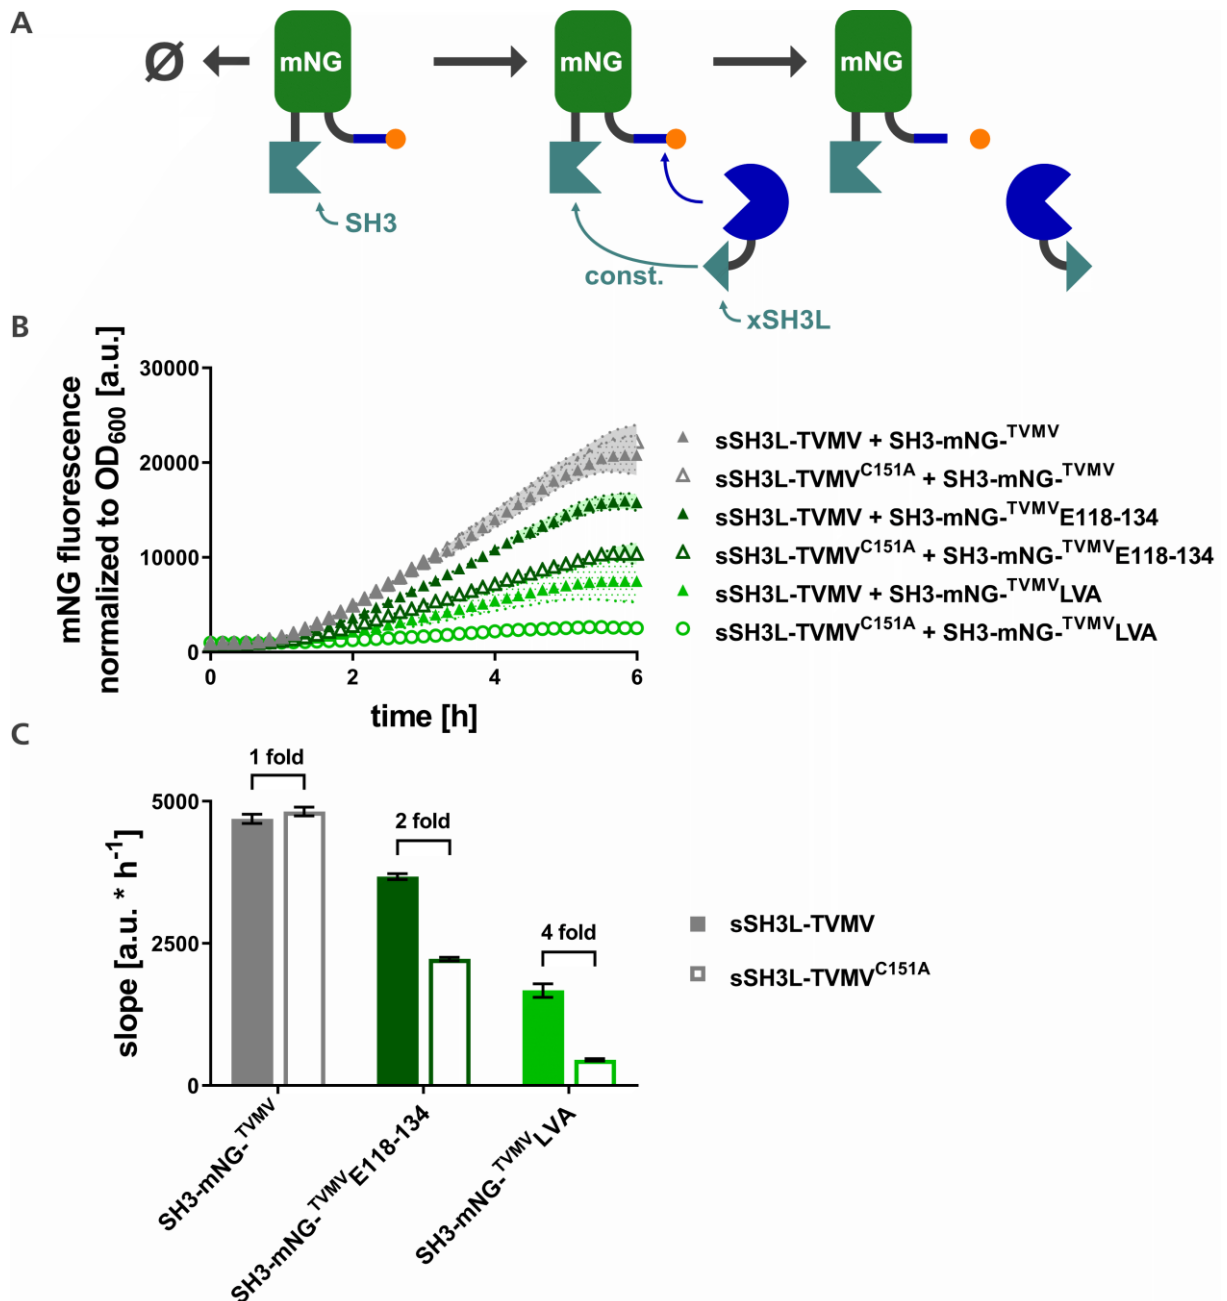 A
Ø
mNG
mNG
mNG
SH3
const.
xSH3L
B
mNG fluorescence
normalized to OD600 [a.u.]
30000
20000
10000
0
0
2
4
6
time [h]
sSH3L-TVMV + SH3-mNG-TVMV
sSH3L-TVMVC151A + SH3-mNG-TVMV
sSH3L-TVMV + SH3-mNG-TVMVE118-134
sSH3L-TVMVC151A + SH3-mNG-TVMVE118-134
sSH3L-TVMV + SH3-mNG-TVMVLVA
sSH3L-TVMVC151A + SH3-mNG-TVMVLVA
C
slope [a.u. * h-1]
5000
2500
0
1 fold
2 fold
4 fold
SH3-mNG-TVMV
SH3-mNG-TVMVE118-134
SH3-mNG-TVMVLVA
sSH3L-TVMV
sSH3L-TVMVC151A